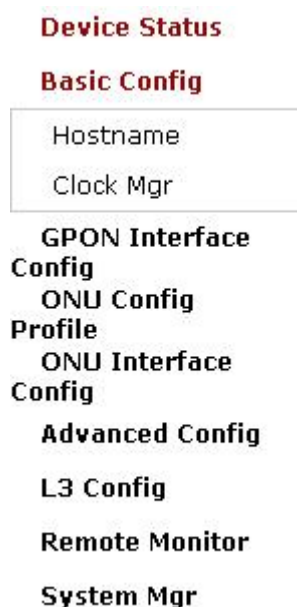 Device Status
Basic Config
Hostname
Clock Mgr
GPON Interface
Config
ONU Config
Profile
ONU Interface
Config
Advanced Config
L3 Config
Remote Monitor
System Mgr